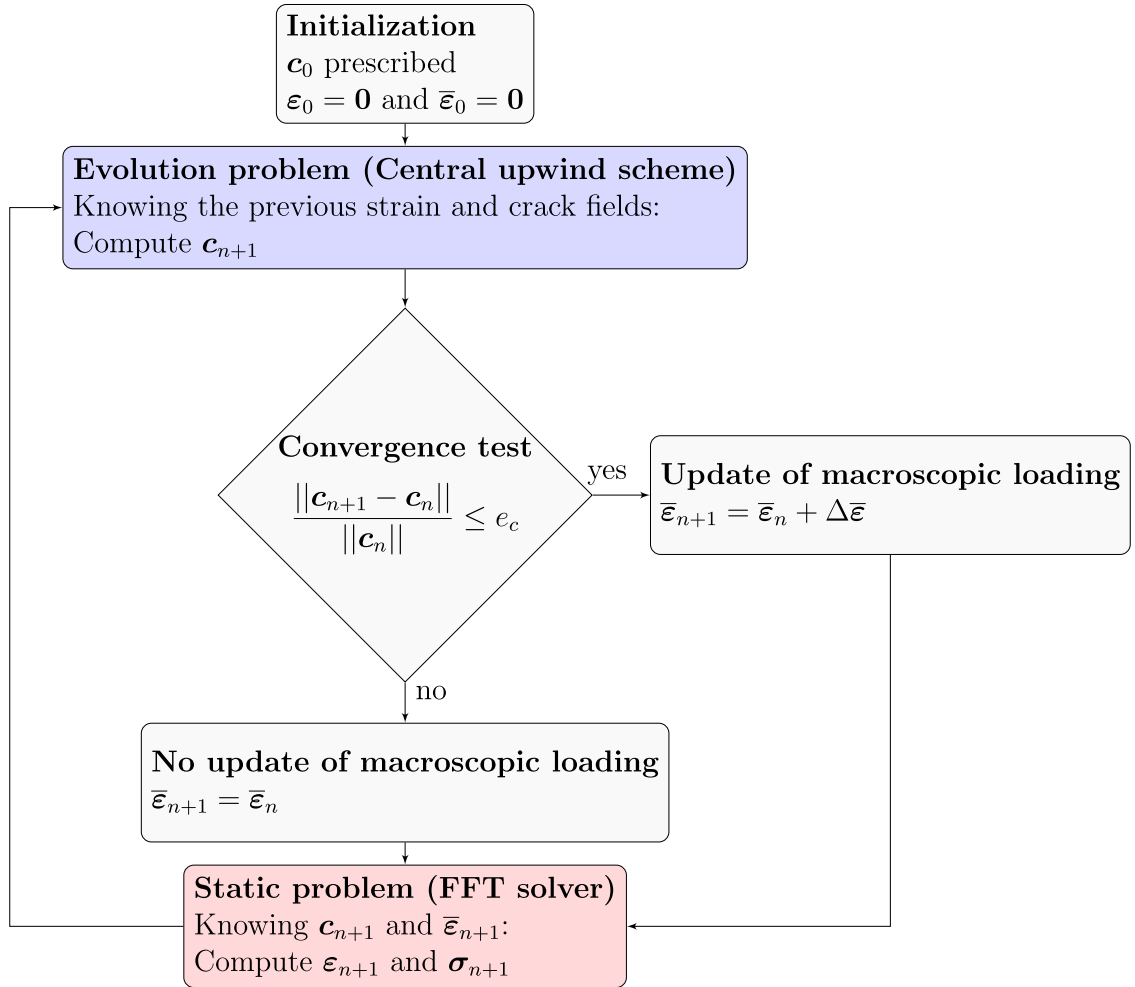 Initialization
c₀ prescribed
ε₀ = 0 and ε̅₀ = 0
Evolution problem (Central upwind scheme)
Knowing the previous strain and crack fields:
Compute cₙ₊₁
Convergence test
||cₙ₊₁ − cₙ||
||cₙ||
≤ e_c
yes
Update of macroscopic loading
ε̅ₙ₊₁ = ε̅ₙ + Δε̅
no
No update of macroscopic loading
ε̅ₙ₊₁ = ε̅ₙ
Static problem (FFT solver)
Knowing cₙ₊₁ and ε̅ₙ₊₁:
Compute εₙ₊₁ and σₙ₊₁